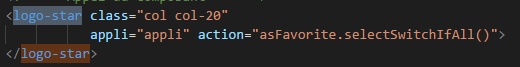 <logo-star class="col col-20"
appli="appli" action="asFavorite.selectSwitchIfAll()">
</logo-star>